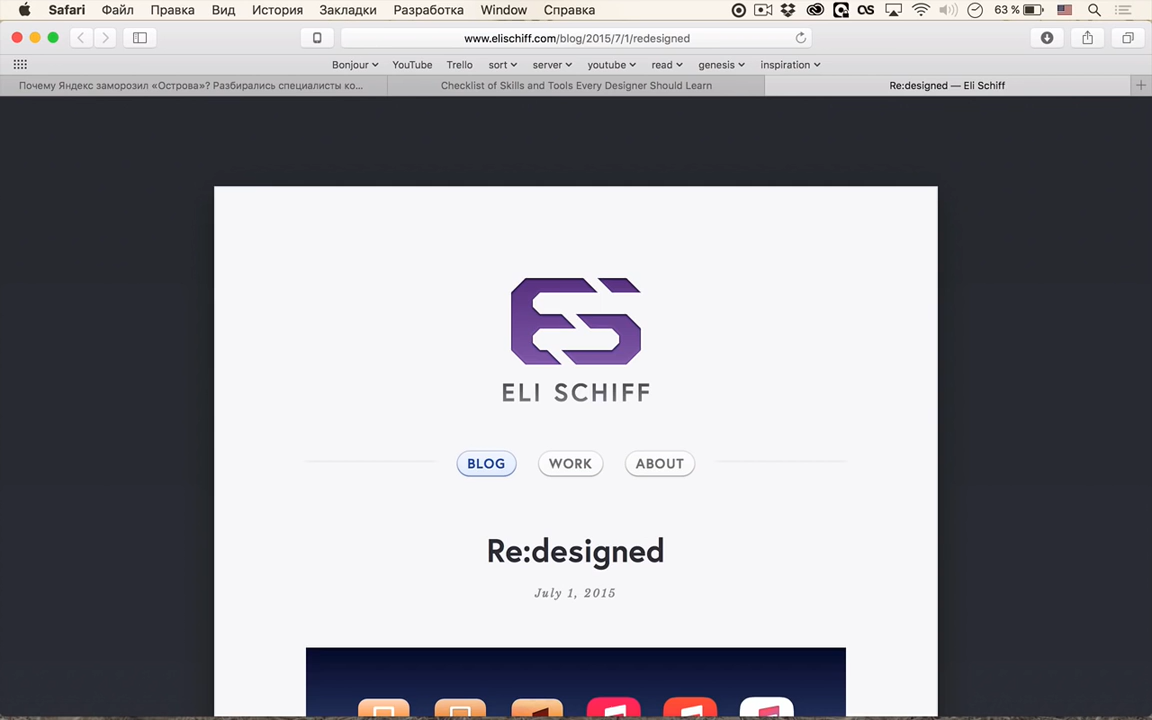 Safari Файл Правка Вид История Закладки Разработка Window Справка 63 %
www.elischiff.com/blog/2015/7/1/redesigned
Bonjour YouTube Trello sort server youtube read genesis inspiration
Почему Яндекс заморозил «Острова»? Разбирались специалисты ко... Checklist of Skills and Tools Every Designer Should Learn Re:designed — Eli Schiff
ES
ELI SCHIFF
BLOG WORK ABOUT
Re:designed
July 1, 2015